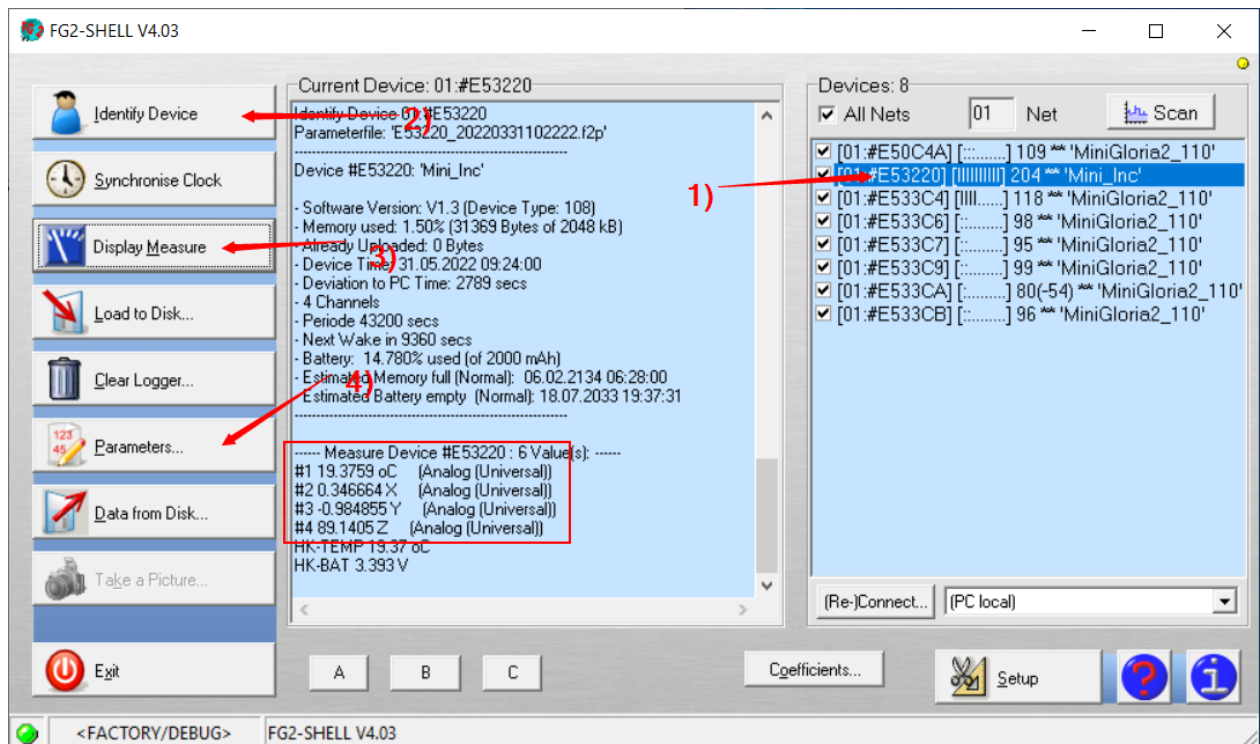 FG2-SHELL V4.03
Identify Device
Synchronise Clock
Display Measure
Load to Disk...
Clear Logger...
Parameters...
Data from Disk...
Take a Picture...
Exit
2)
3)
4)
Current Device: 01:#E53220
Identify Device 01:#E53220
Parameterfile: 'E53220_20220331102222.f2p'
Device #E53220: 'Mini_Inc'
- Software Version: V1.3 (Device Type: 108)
- Memory used: 1.50% (31369 Bytes of 2048 kB)
- Already Uploaded: 0 Bytes
- Device Time: 31.05.2022 09:24:00
- Deviation to PC Time: 2789 secs
- 4 Channels
- Periode 43200 secs
- Next Wake in 9360 secs
- Battery: 14.780% used (of 2000 mAh)
- Estimated Memory full (Normal): 06.02.2134 06:28:00
- Estimated Battery empty (Normal): 18.07.2033 19:37:31
------ Measure Device #E53220 : 6 Value(s): ------
#1 19.3759 oC (Analog (Universal))
#2 0.346664 X (Analog (Universal))
#3 -0.984855 Y (Analog (Universal))
#4 89.1405 Z (Analog (Universal))
HK-TEMP 19.37 oC
HK-BAT 3.393 V
A
B
C
1)
Devices: 8
All Nets 01 Net Scan
[01:#E50C4A] [:::.......] 109 ** 'MiniGloria2_110'
[01:#E53220] [||||||||||] 204 ** 'Mini_Inc'
[01:#E533C4] [||||......] 118 ** 'MiniGloria2_110'
[01:#E533C6] [::........] 98 ** 'MiniGloria2_110'
[01:#E533C7] [::........] 95 ** 'MiniGloria2_110'
[01:#E533C9] [::........] 99 ** 'MiniGloria2_110'
[01:#E533CA] [:.........] 80(-54) ** 'MiniGloria2_110'
[01:#E533CB] [::........] 96 ** 'MiniGloria2_110'
(Re-)Connect... (PC local)
Coefficients...
Setup
<FACTORY/DEBUG>
FG2-SHELL V4.03